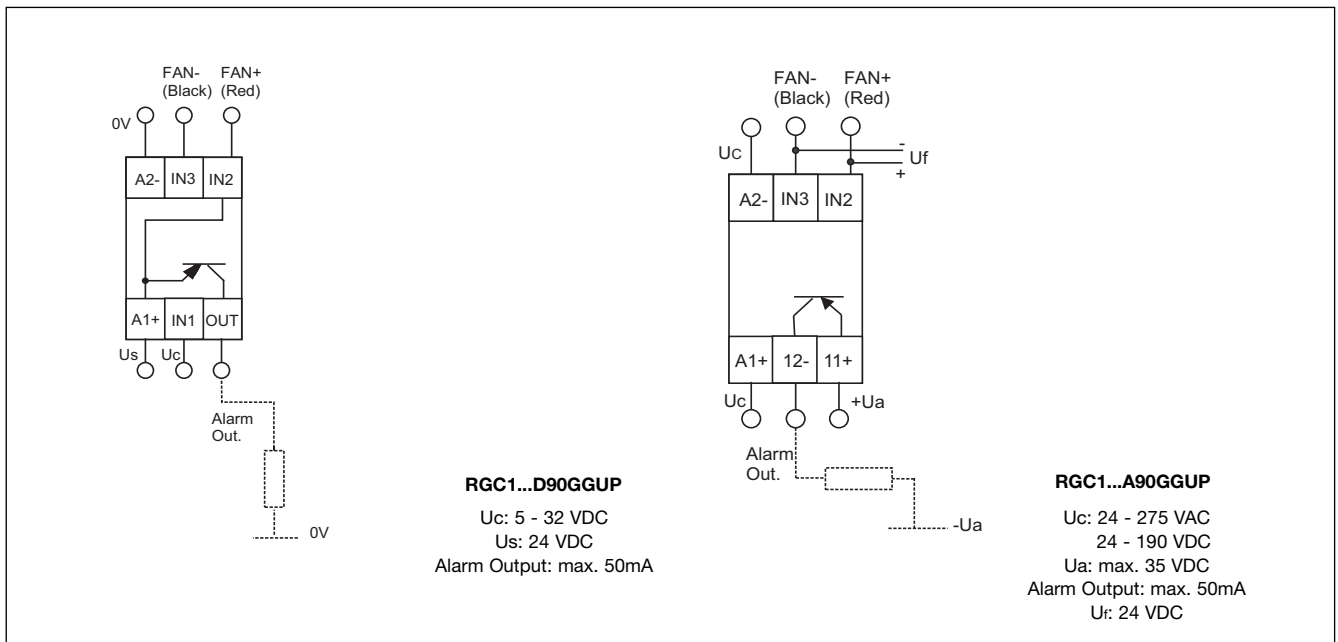 FAN- FAN+
(Black) (Red)
0V
A2- IN3 IN2
A1+ IN1 OUT
Us Uc
Alarm
Out.
0V
RGC1...D90GGUP
Uc: 5 - 32 VDC
Us: 24 VDC
Alarm Output: max. 50mA
FAN- FAN+
(Black) (Red)
Uc
- Uf
+
A2- IN3 IN2
A1+ 12- 11+
Uc +Ua
Alarm
Out.
-Ua
RGC1...A90GGUP
Uc: 24 - 275 VAC
24 - 190 VDC
Ua: max. 35 VDC
Alarm Output: max. 50mA
Uf: 24 VDC